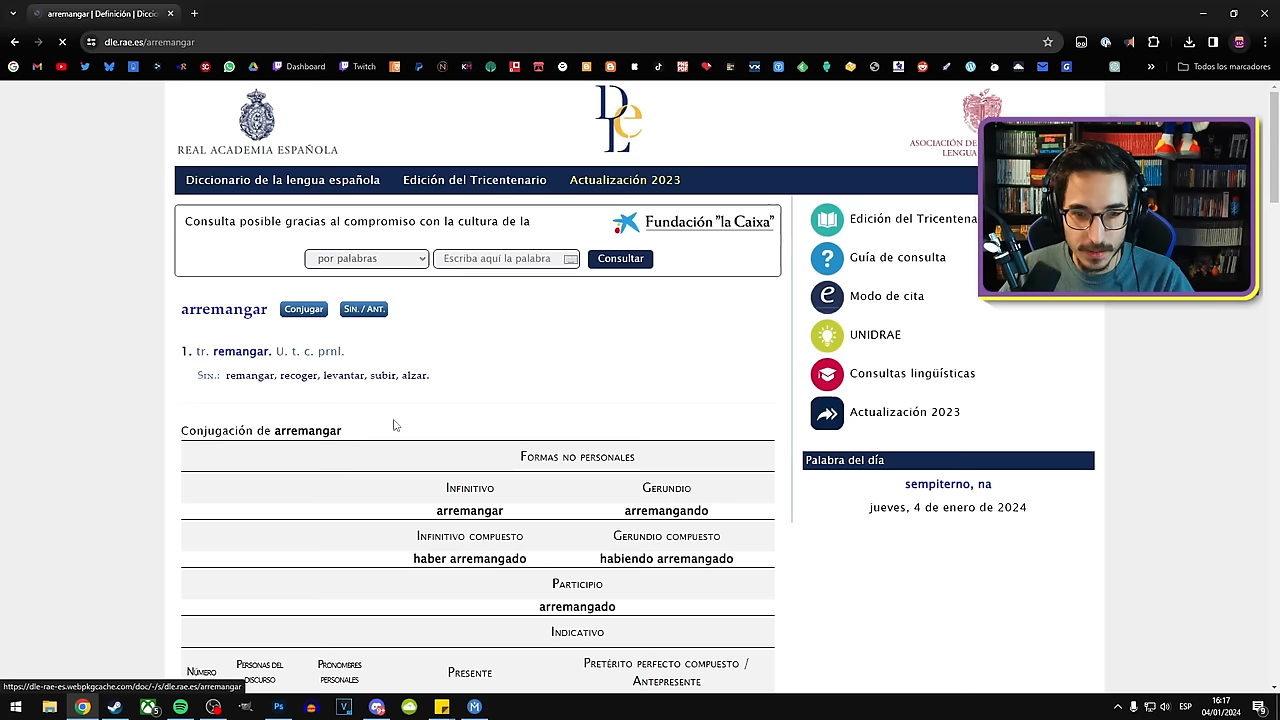 arremangar | Definición | Diccio
dle.rae.es/arremangar
Dashboard
Twitch
Todos los marcadores
REAL ACADEMIA ESPAÑOLA
DLe
ASOCIACIÓN DE
LENGUA
Diccionario de la lengua española
Edición del Tricentenario
Actualización 2023
Consulta posible gracias al compromiso con la cultura de la
Fundación "la Caixa"
por palabras
Escriba aquí la palabra
Consultar
Edición del Tricentena
Guía de consulta
Modo de cita
UNIDRAE
Consultas lingüísticas
Actualización 2023
arremangar
Conjugar
SIN. / ANT.
1. tr. remangar. U. t. c. prnl.
SIN.: remangar, recoger, levantar, subir, alzar.
Palabra del día
sempiterno, na
jueves, 4 de enero de 2024
Conjugación de arremangar
FORMAS NO PERSONALES
INFINITIVO
GERUNDIO
arremangar
arremangando
INFINITIVO COMPUESTO
GERUNDIO COMPUESTO
haber arremangado
habiendo arremangado
PARTICIPIO
arremangado
INDICATIVO
NÚMERO
PERSONAS DEL
DISCURSO
PRONOMBRES
PERSONALES
PRESENTE
PRETÉRITO PERFECTO COMPUESTO /
ANTEPRESENTE
https://dle-rae-es.webpkgcache.com/doc/-/s/dle.rae.es/arremangar
ESP
16:17
04/01/2024